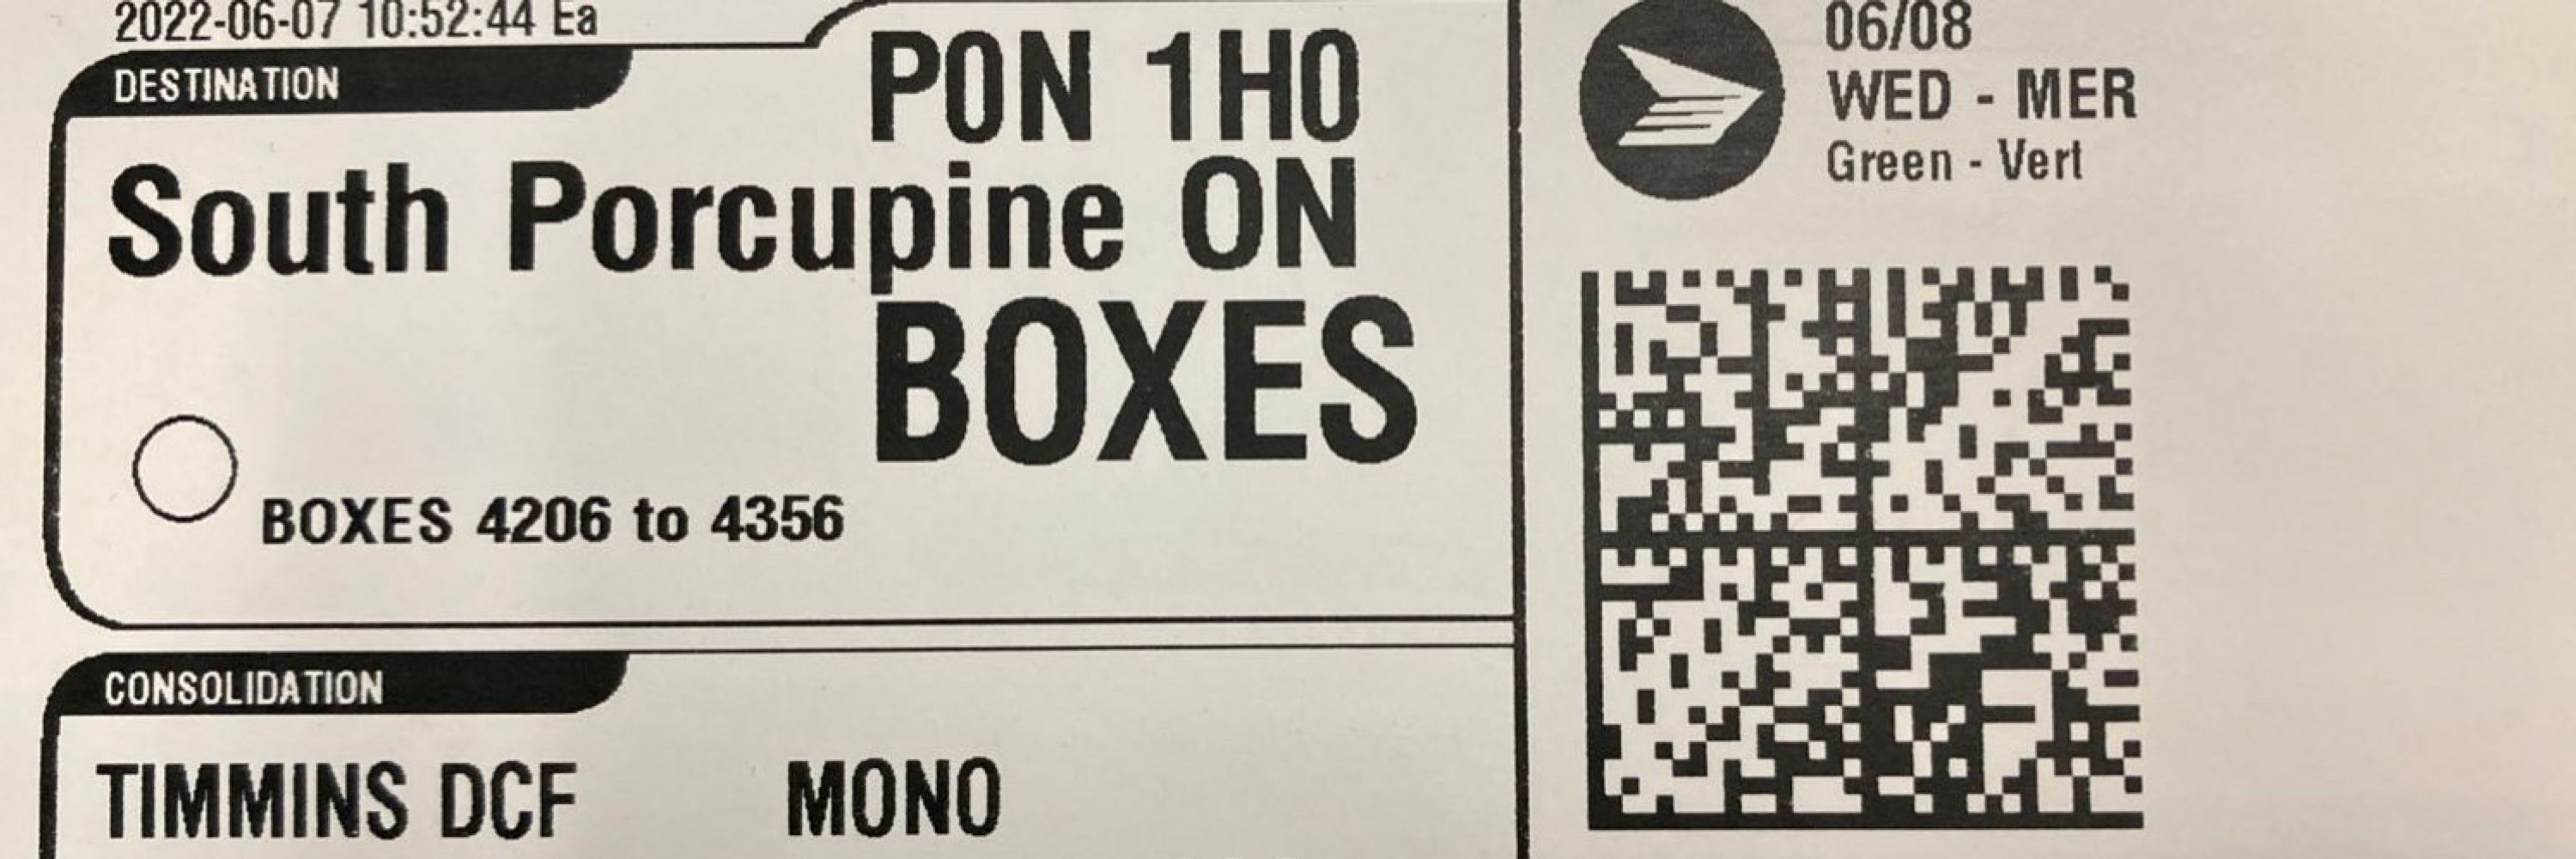 2022-06-07 10:52:44 Ea
DESTINATION
P0N 1H0
South Porcupine ON
BOXES
BOXES 4206 to 4356
CONSOLIDATION
TIMMINS DCF MONO
06/08
WED - MER
Green - Vert